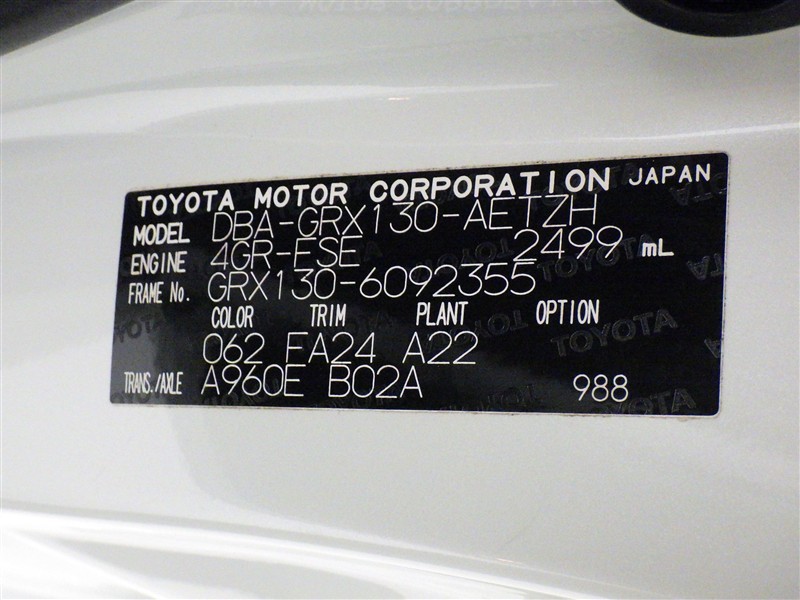 TOYOTA MOTOR CORPORATION JAPAN
MODEL DBA-GRX130-AETZH
ENGINE 4GR-FSE 2499 mL
FRAME No. GRX130-6092355
COLOR TRIM PLANT OPTION
062 FA24 A22
TRANS./AXLE A960E B02A 988